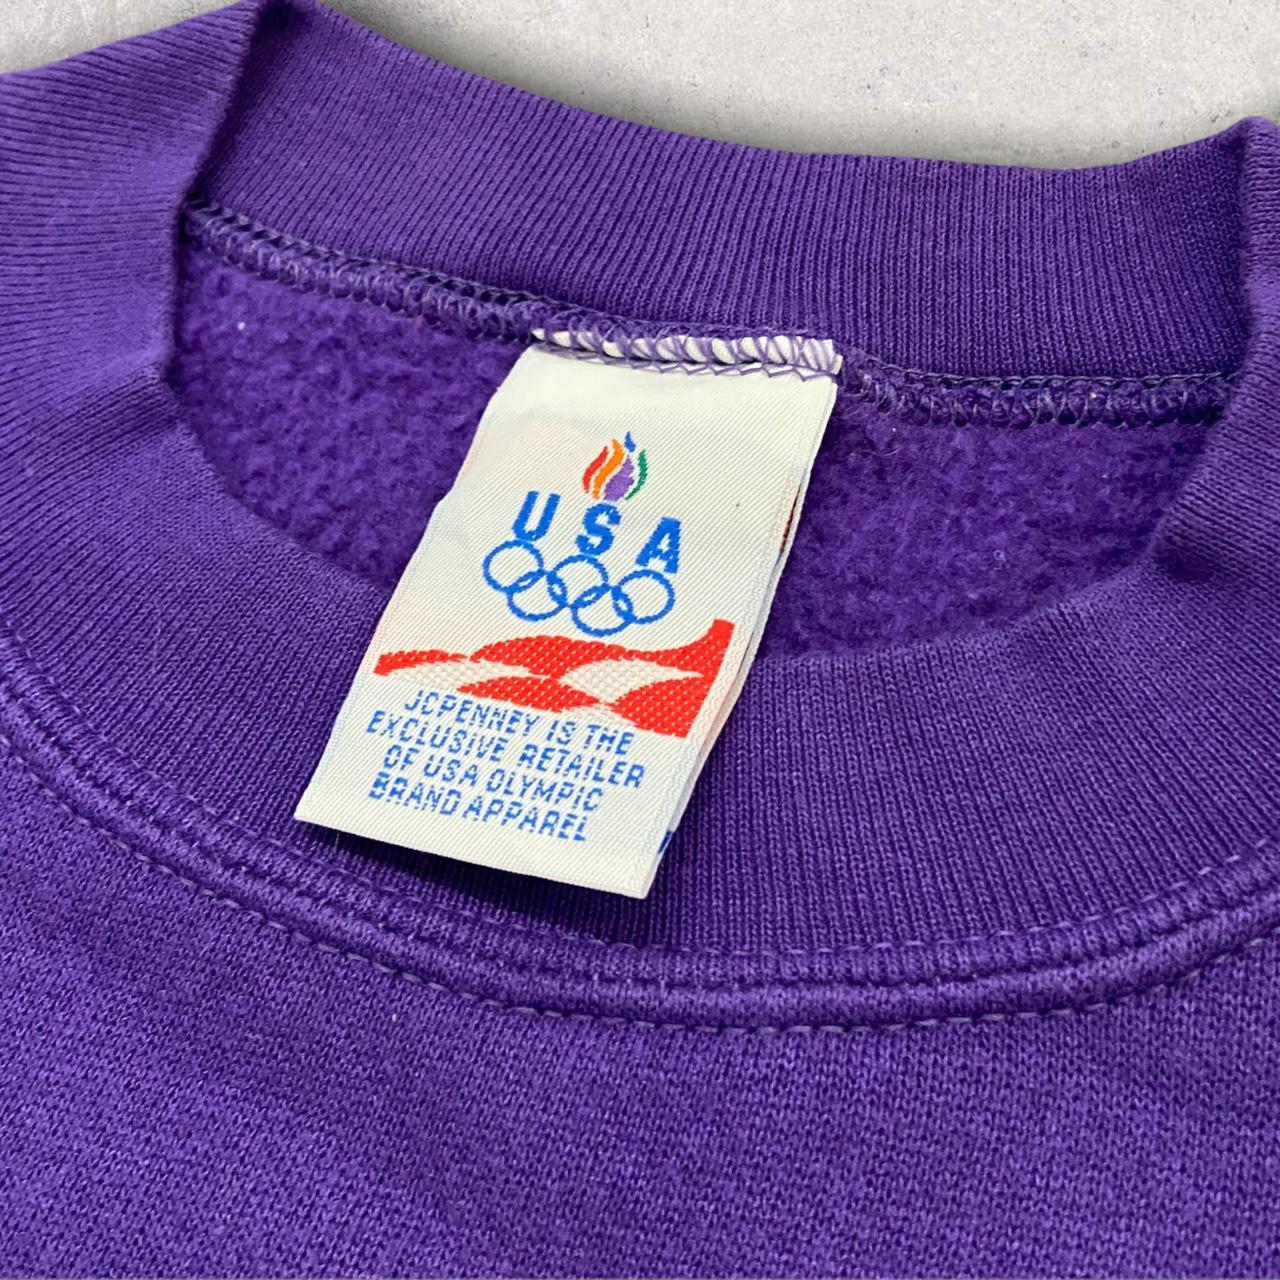 USA
JCPENNEY IS THE
EXCLUSIVE RETAILER
OF USA OLYMPIC
BRAND APPAREL